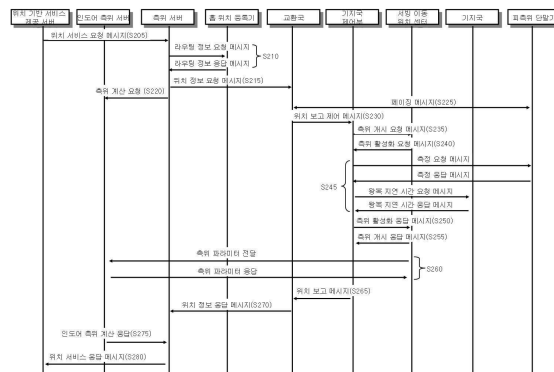 위치 기반 서비스
제공 서버
인도어 측위 서버
측위 서버
홈 위치 등록기
교환국
기지국
제어부
서빙 이동
위치 센터
기지국
피측위 단말기
위치 서비스 요청 메시지(S205)
라우팅 정보 요청 메시지
라우팅 정보 응답 메시지
S210
위치 정보 요청 메시지(S215)
측위 계산 요청 (S220)
페이징 메시지(S225)
위치 보고 제어 메시지(S230)
측위 개시 요청 메시지(S235)
측위 활성화 요청 메시지(S240)
측정 요청 메시지
측정 응답 메시지
S245
왕복 지연 시간 요청 메시지
왕복 지연 시간 응답 메시지
측위 활성화 응답 메시지(S250)
측위 개시 응답 메시지(S255)
측위 파라미터 전달
측위 파라미터 응답
S260
위치 보고 메시지(S265)
위치 정보 응답 메시지(S270)
인도어 측위 계산 응답(S275)
위치 서비스 응답 메시지(S280)